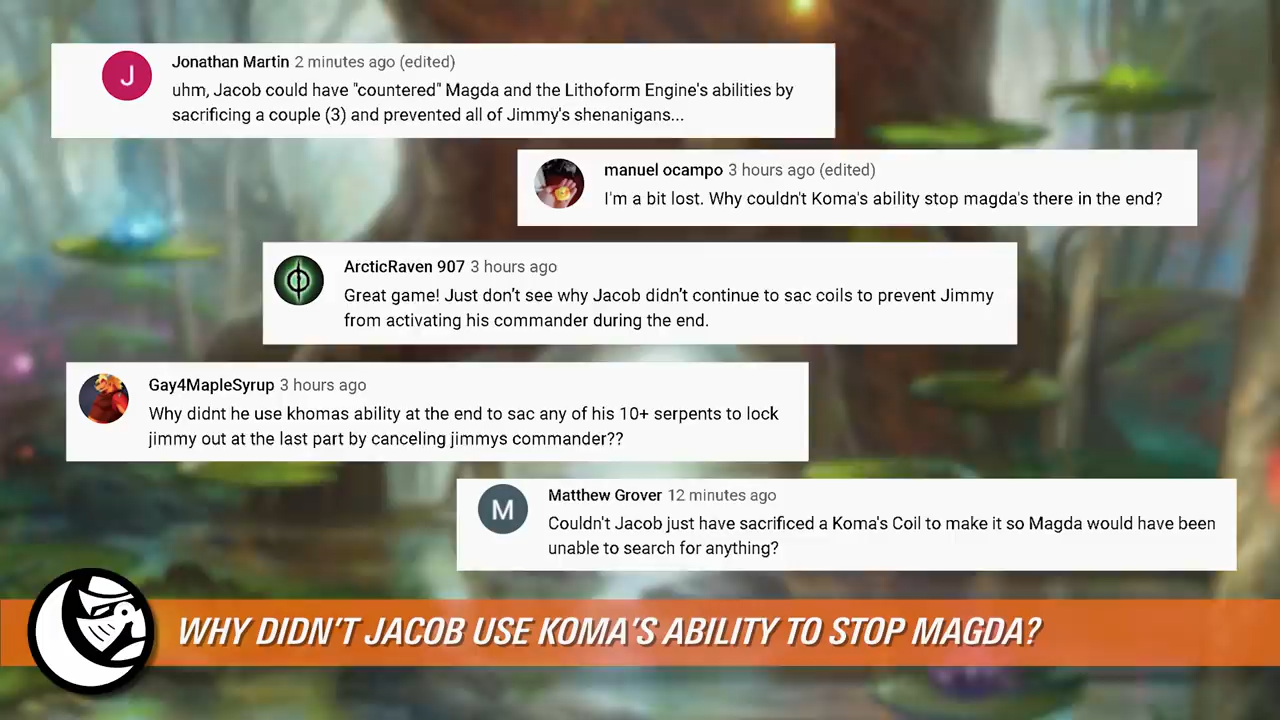 J
Jonathan Martin 2 minutes ago (edited)
uhm, Jacob could have "countered" Magda and the Lithoform Engine's abilities by
sacrificing a couple (3) and prevented all of Jimmy's shenanigans...
manuel ocampo 3 hours ago (edited)
I'm a bit lost. Why couldn't Koma's ability stop magda's there in the end?
ArcticRaven 907 3 hours ago
Great game! Just don't see why Jacob didn't continue to sac coils to prevent Jimmy
from activating his commander during the end.
Gay4MapleSyrup 3 hours ago
Why didnt he use khomas ability at the end to sac any of his 10+ serpents to lock
jimmy out at the last part by canceling jimmys commander??
M
Matthew Grover 12 minutes ago
Couldn't Jacob just have sacrificed a Koma's Coil to make it so Magda would have been
unable to search for anything?
WHY DIDN'T JACOB USE KOMA'S ABILITY TO STOP MAGDA?